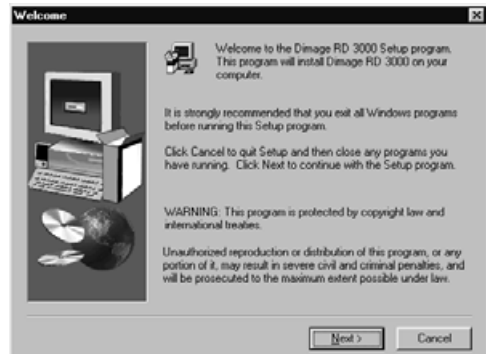 Welcome
Welcome to the Dimage RD 3000 Setup program.
This program will install Dimage RD 3000 on your
computer.
It is strongly recommended that you exit all Windows programs
before running this Setup program.
Click Cancel to quit Setup and then close any programs you
have running. Click Next to continue with the Setup program.
WARNING: This program is protected by copyright law and
international treaties.
Unauthorized reproduction or distribution of this program, or any
portion of it, may result in severe civil and criminal penalties, and
will be prosecuted to the maximum extent possible under law.
Next >
Cancel